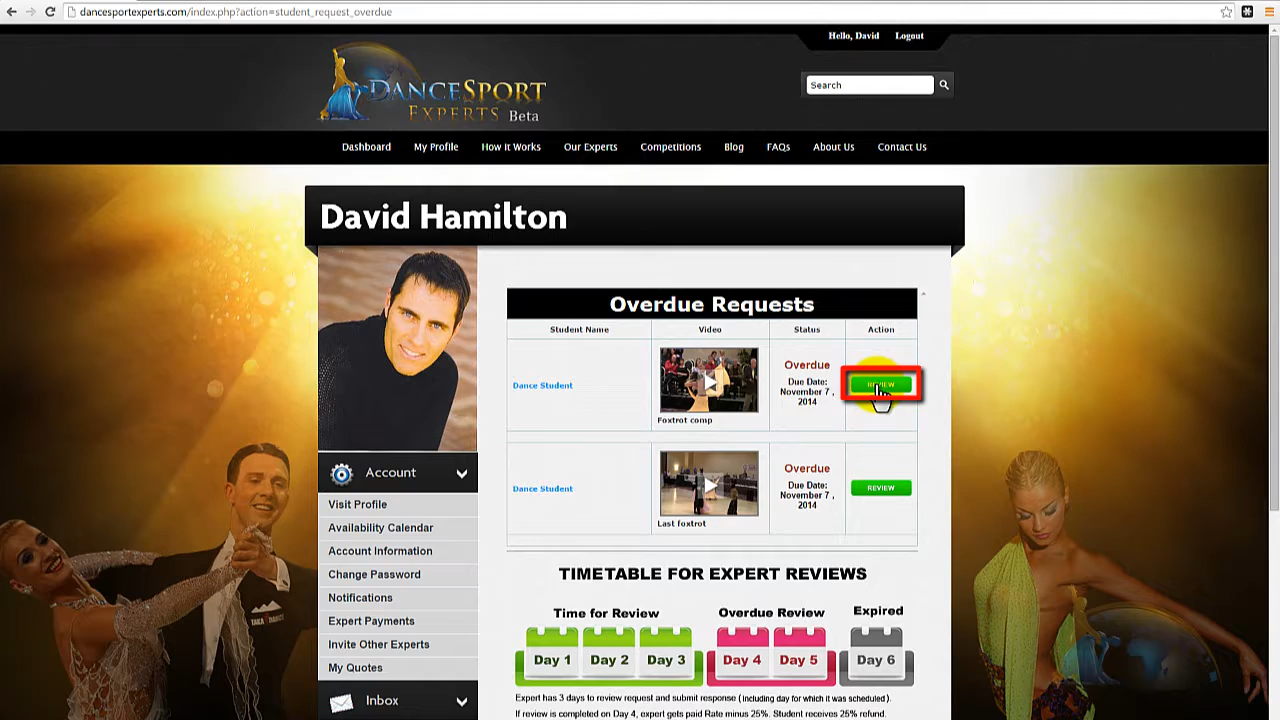 dancesportexperts.com/index.php?action=student_request_overdue
Hello, David Logout
DANCESPORT
EXPERTS Beta
Search
Dashboard My Profile How it Works Our Experts Competitions Blog FAQs About Us Contact Us
David Hamilton
Overdue Requests
Student Name Video Status Action
Dance Student
Foxtrot comp
Overdue
Due Date:
November 7 ,
2014
REVIEW
Dance Student
Last foxtrot
Overdue
Due Date:
November 7 ,
2014
REVIEW
Account
Visit Profile
Availability Calendar
Account Information
Change Password
Notifications
Expert Payments
Invite Other Experts
My Quotes
Inbox
TIMETABLE FOR EXPERT REVIEWS
Time for Review Overdue Review Expired
Day 1 Day 2 Day 3 Day 4 Day 5 Day 6
Expert has 3 days to review request and submit response ( including day for which it was scheduled ).
If review is completed on Day 4, expert gets paid Rate minus 25%. Student receives 25% refund.